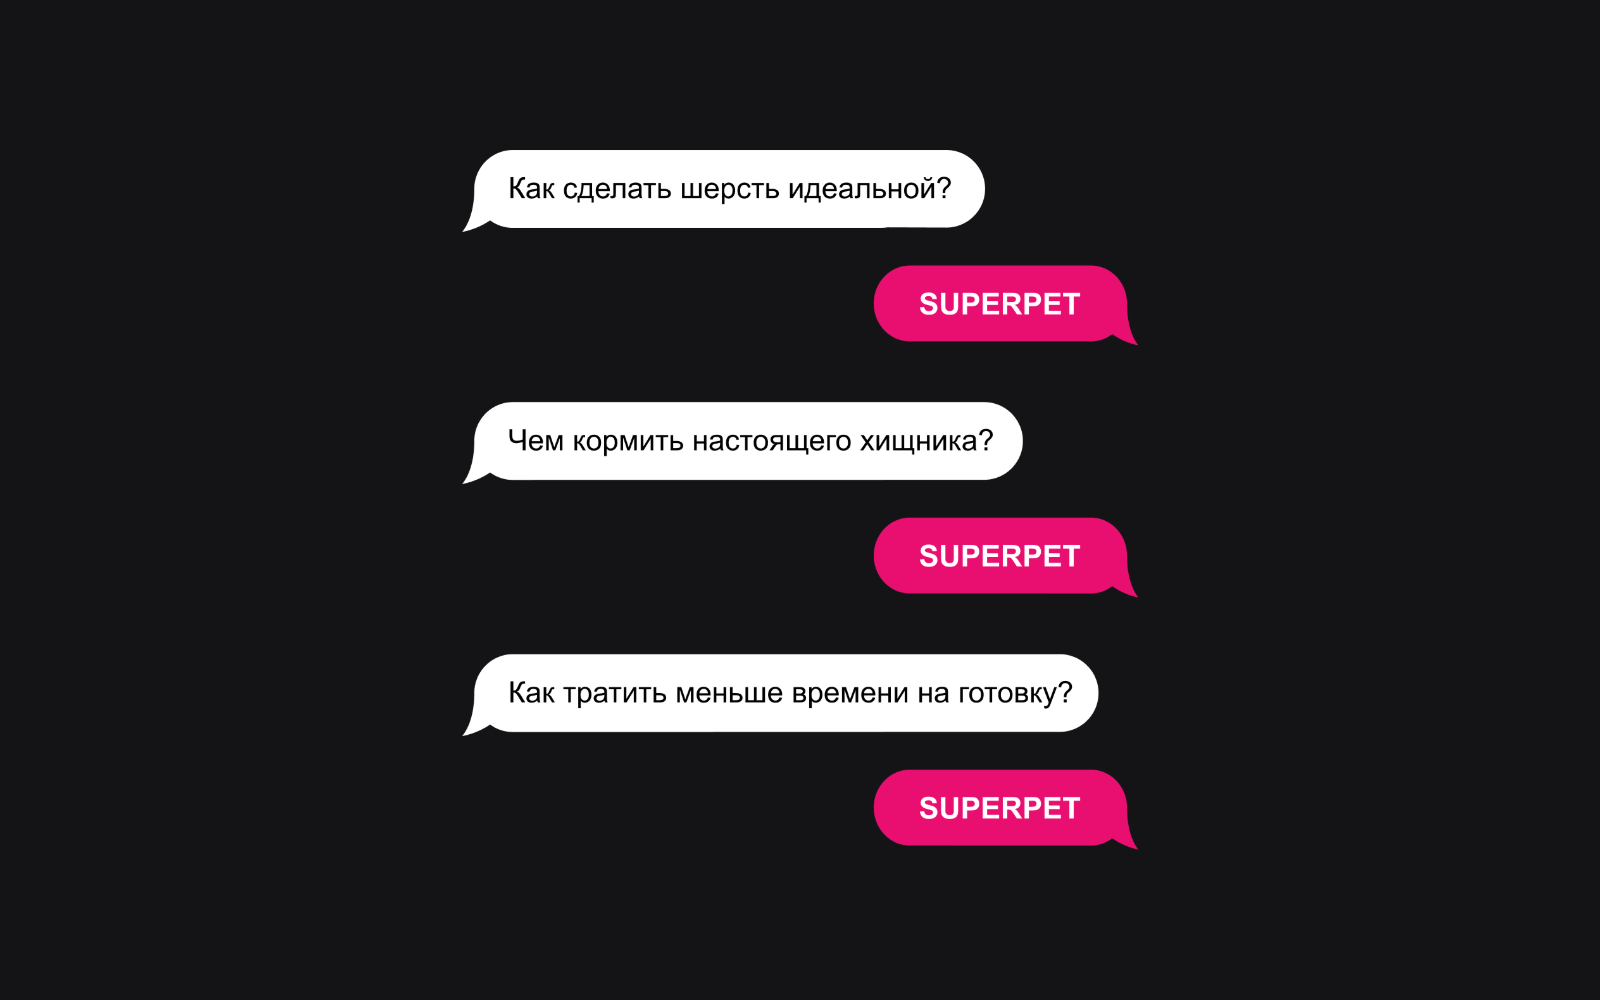 Как сделать шерсть идеальной?
SUPERPET
Чем кормить настоящего хищника?
SUPERPET
Как тратить меньше времени на готовку?
SUPERPET